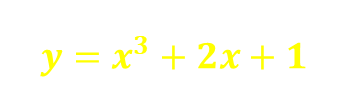 y = x³ + 2x + 1